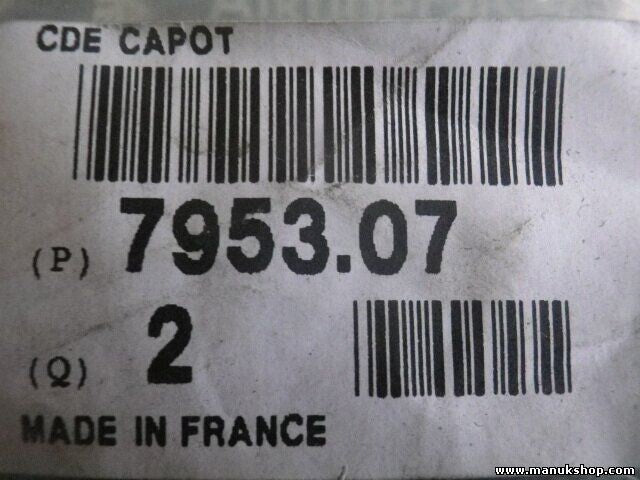 CDE CAPOT
(P) 7953.07
(Q) 2
MADE IN FRANCE
www.manukshop.com